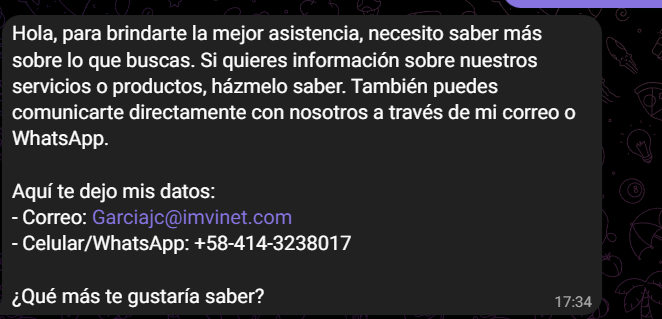 Hola, para brindarte la mejor asistencia, necesito saber más
sobre lo que buscas. Si quieres información sobre nuestros
servicios o productos, házmelo saber. También puedes
comunicarte directamente con nosotros a través de mi correo o
WhatsApp.
Aquí te dejo mis datos:
- Correo: Garciajc@imvinet.com
- Celular/WhatsApp: +58-414-3238017
¿Qué más te gustaría saber?
17:34